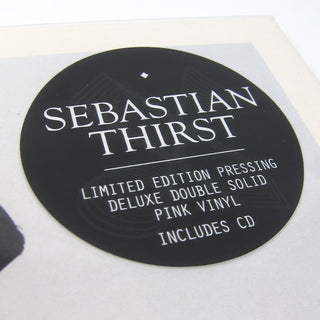 SEBASTIAN
THIRST
LIMITED EDITION PRESSING
DELUXE DOUBLE SOLID
PINK VINYL
INCLUDES CD